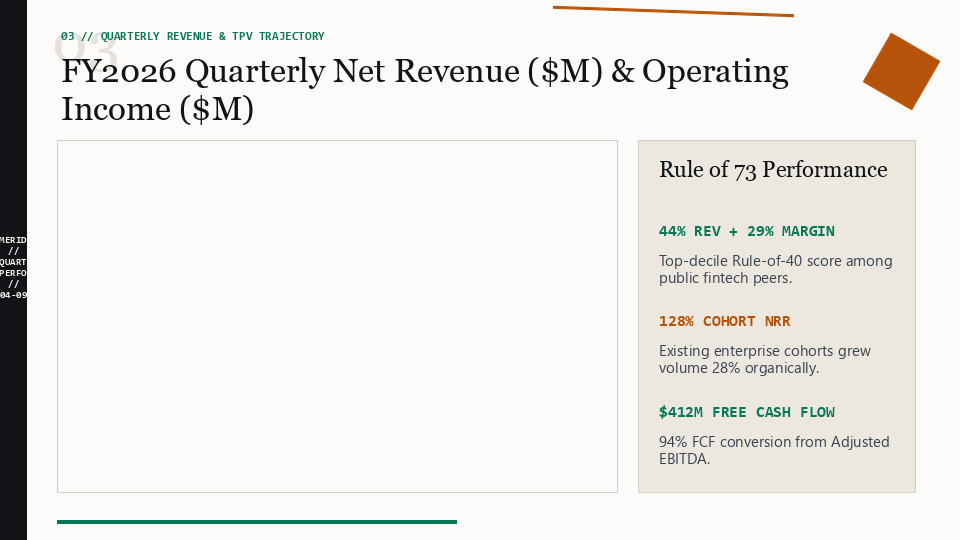 03
03 // QUARTERLY REVENUE & TPV TRAJECTORY
FY2026 Quarterly Net Revenue ($M) & Operating
Income ($M)
MERID
//
QUART
PERFO
//
04-09
Rule of 73 Performance
44% REV + 29% MARGIN
Top-decile Rule-of-40 score among
public fintech peers.
128% COHORT NRR
Existing enterprise cohorts grew
volume 28% organically.
$412M FREE CASH FLOW
94% FCF conversion from Adjusted
EBITDA.